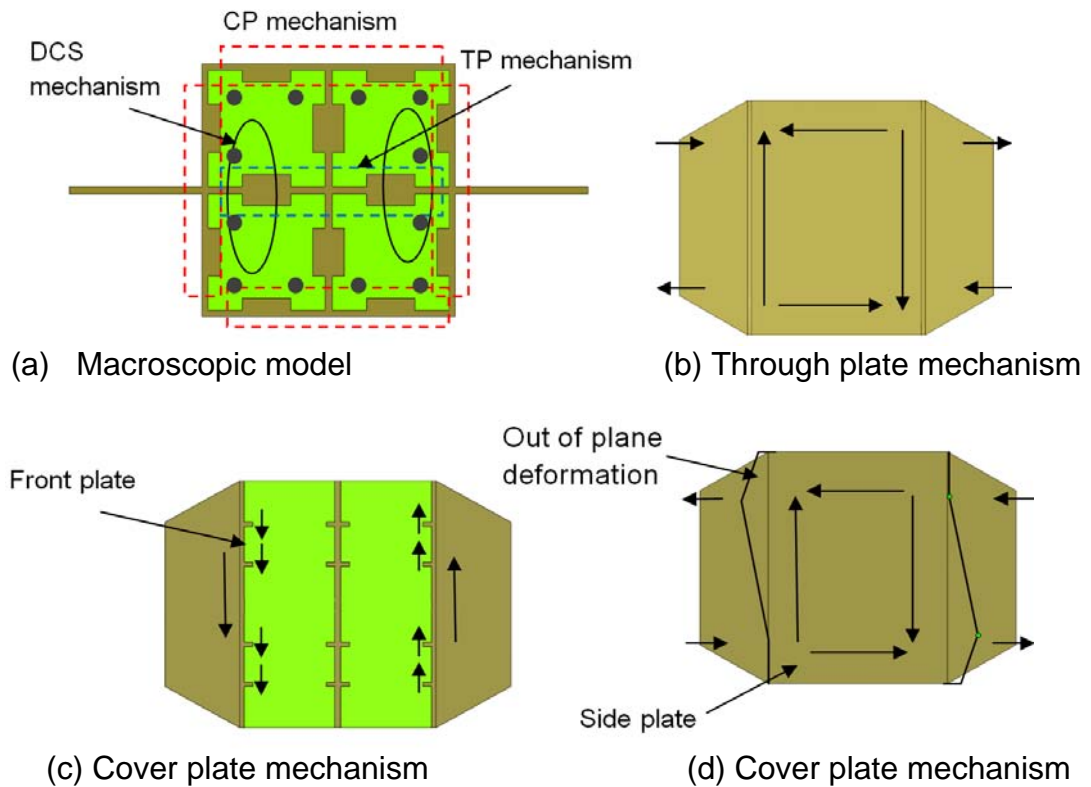 CP mechanism
DCS
mechanism
TP mechanism
(a) Macroscopic model
(b) Through plate mechanism
Front plate
Out of plane
deformation
Side plate
(c) Cover plate mechanism
(d) Cover plate mechanism